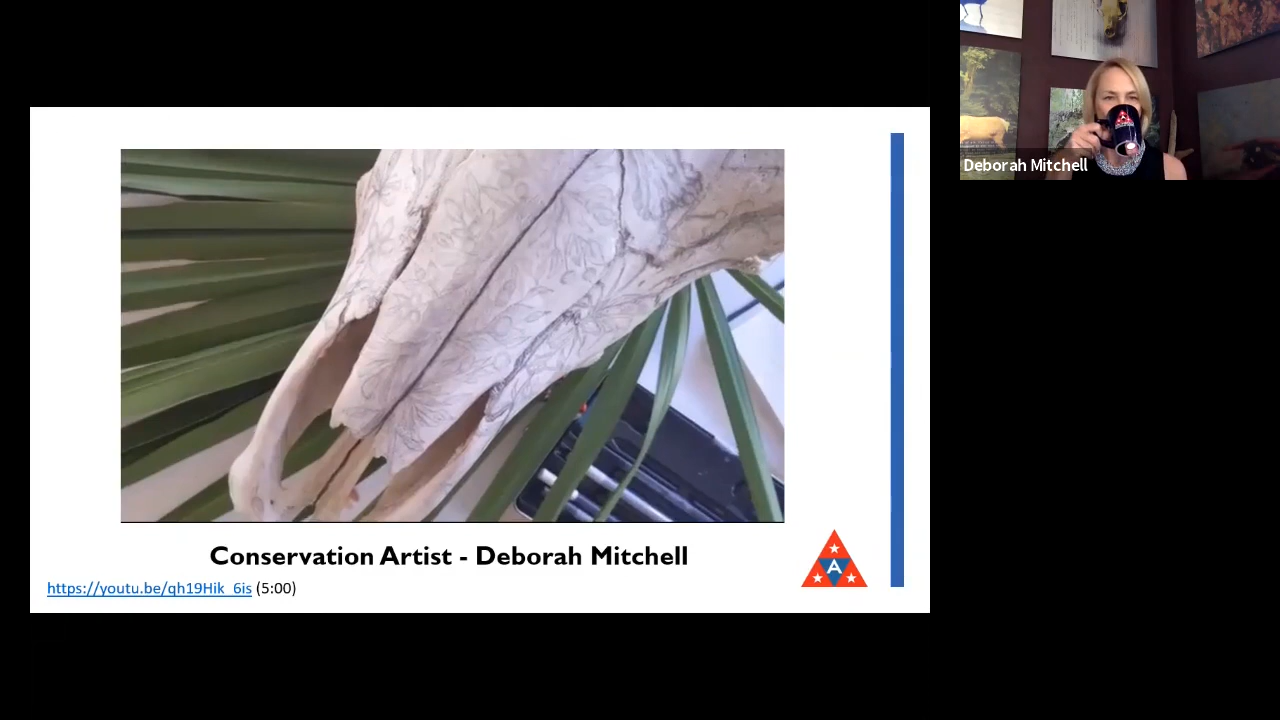 Deborah Mitchell
Conservation Artist - Deborah Mitchell
https://youtu.be/qh19Hik_6is (5:00)
A